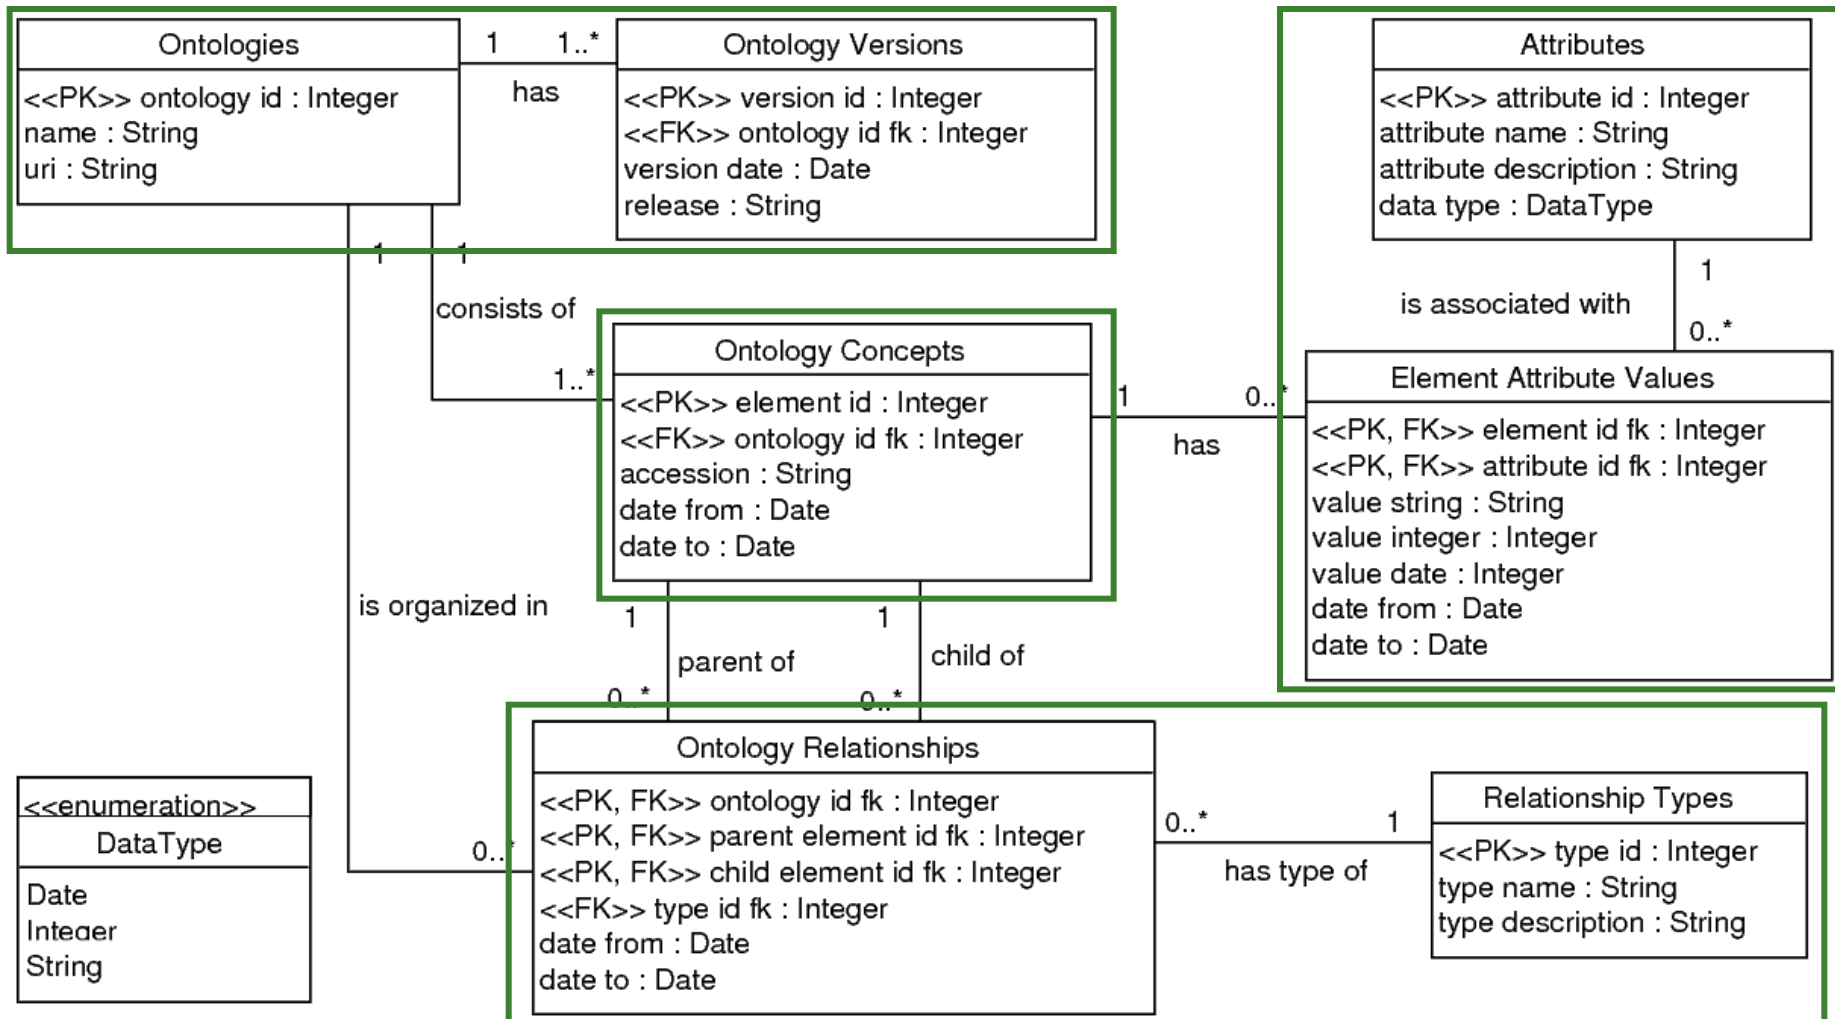 Ontologies
<<PK>> ontology id : Integer
name : String
uri : String
1 1..*
has
Ontology Versions
<<PK>> version id : Integer
<<FK>> ontology id fk : Integer
version date : Date
release : String
Attributes
<<PK>> attribute id : Integer
attribute name : String
attribute description : String
data type : DataType
1 1
consists of
1..*
1
is associated with
0..*
Ontology Concepts
<<PK>> element id : Integer
<<FK>> ontology id fk : Integer
accession : String
date from : Date
date to : Date
1 0..*
has
Element Attribute Values
<<PK, FK>> element id fk : Integer
<<PK, FK>> attribute id fk : Integer
value string : String
value integer : Integer
value date : Integer
date from : Date
date to : Date
is organized in
1 1
parent of
child of
0..* 0..*
0..*
Ontology Relationships
<<PK, FK>> ontology id fk : Integer
<<PK, FK>> parent element id fk : Integer
<<PK, FK>> child element id fk : Integer
<<FK>> type id fk : Integer
date from : Date
date to : Date
0..* 1
has type of
Relationship Types
<<PK>> type id : Integer
type name : String
type description : String
<<enumeration>>
DataType
Date
Integer
String